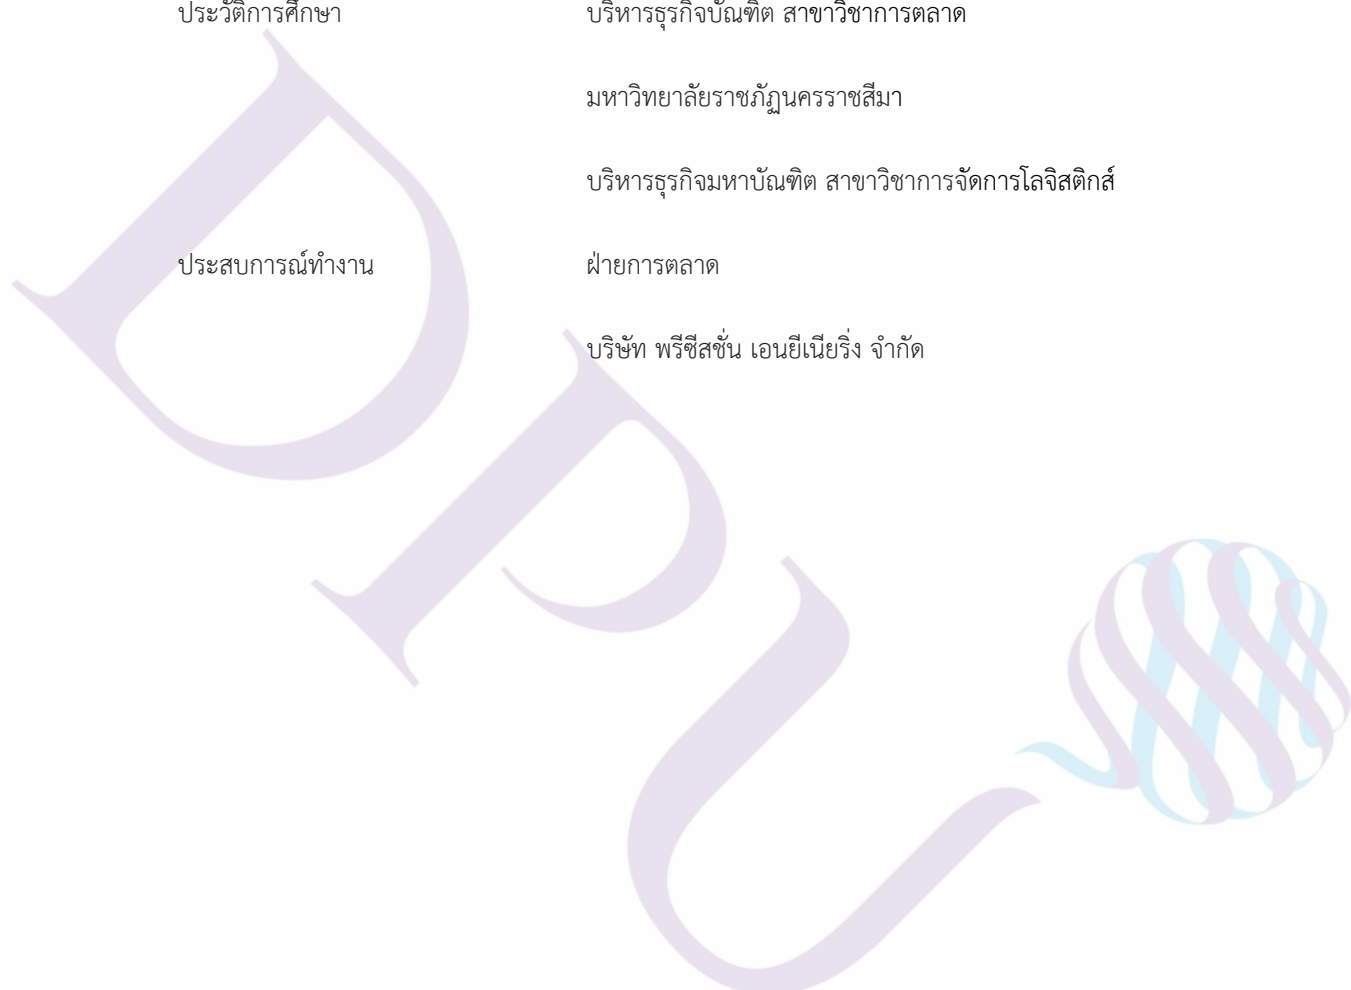 ประวัติการศึกษา บริหารธุรกิจบัณฑิต สาขาวิชาการตลาด
มหาวิทยาลัยราชภัฏนครราชสีมา
บริหารธุรกิจมหาบัณฑิต สาขาวิชาการจัดการโลจิสติกส์
ประสบการณ์ทำงาน ฝ่ายการตลาด
บริษัท พรีซีสชั่น เอนยีเนียริ่ง จำกัด
DPU